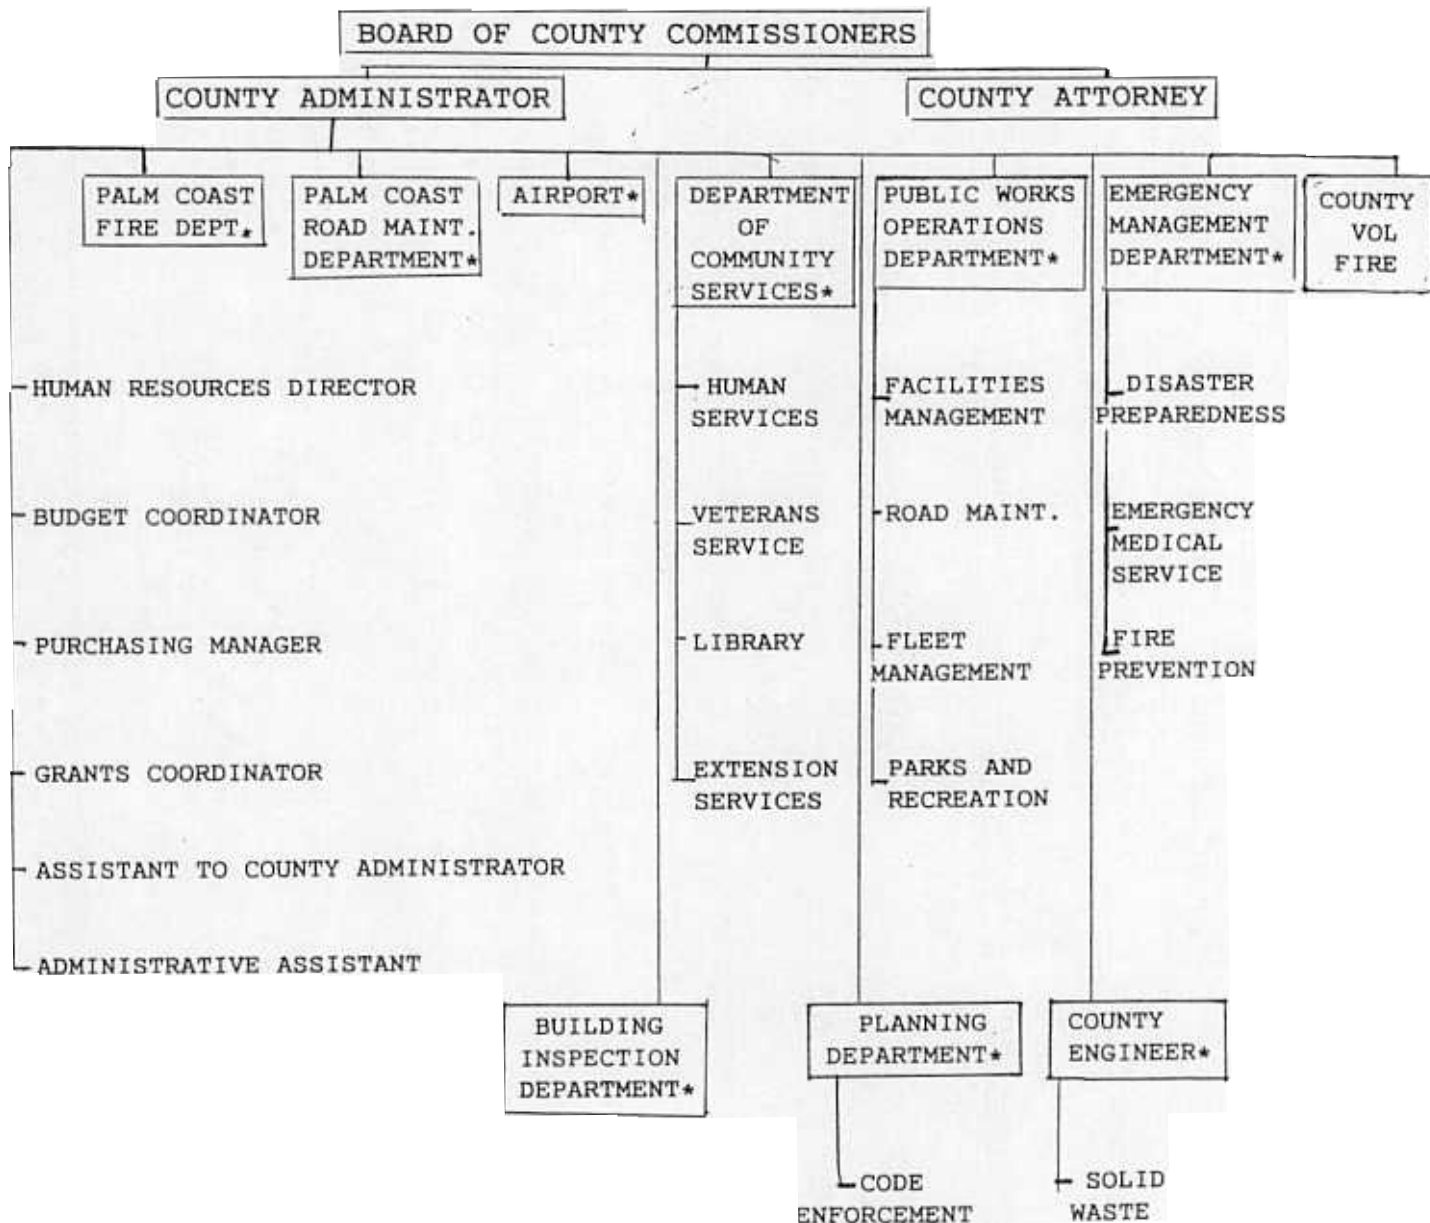 BOARD OF COUNTY COMMISSIONERS
COUNTY ADMINISTRATOR
COUNTY ATTORNEY
PALM COAST
FIRE DEPT.*
PALM COAST
ROAD MAINT.
DEPARTMENT*
AIRPORT*
DEPARTMENT
OF
COMMUNITY
SERVICES*
PUBLIC WORKS
OPERATIONS
DEPARTMENT*
EMERGENCY
MANAGEMENT
DEPARTMENT*
COUNTY
VOL
FIRE
HUMAN RESOURCES DIRECTOR
BUDGET COORDINATOR
PURCHASING MANAGER
GRANTS COORDINATOR
ASSISTANT TO COUNTY ADMINISTRATOR
ADMINISTRATIVE ASSISTANT
HUMAN
SERVICES
VETERANS
SERVICE
LIBRARY
EXTENSION
SERVICES
FACILITIES
MANAGEMENT
ROAD MAINT.
FLEET
MANAGEMENT
PARKS AND
RECREATION
DISASTER
PREPAREDNESS
EMERGENCY
MEDICAL
SERVICE
FIRE
PREVENTION
BUILDING
INSPECTION
DEPARTMENT*
PLANNING
DEPARTMENT*
COUNTY
ENGINEER*
CODE
ENFORCEMENT
SOLID
WASTE